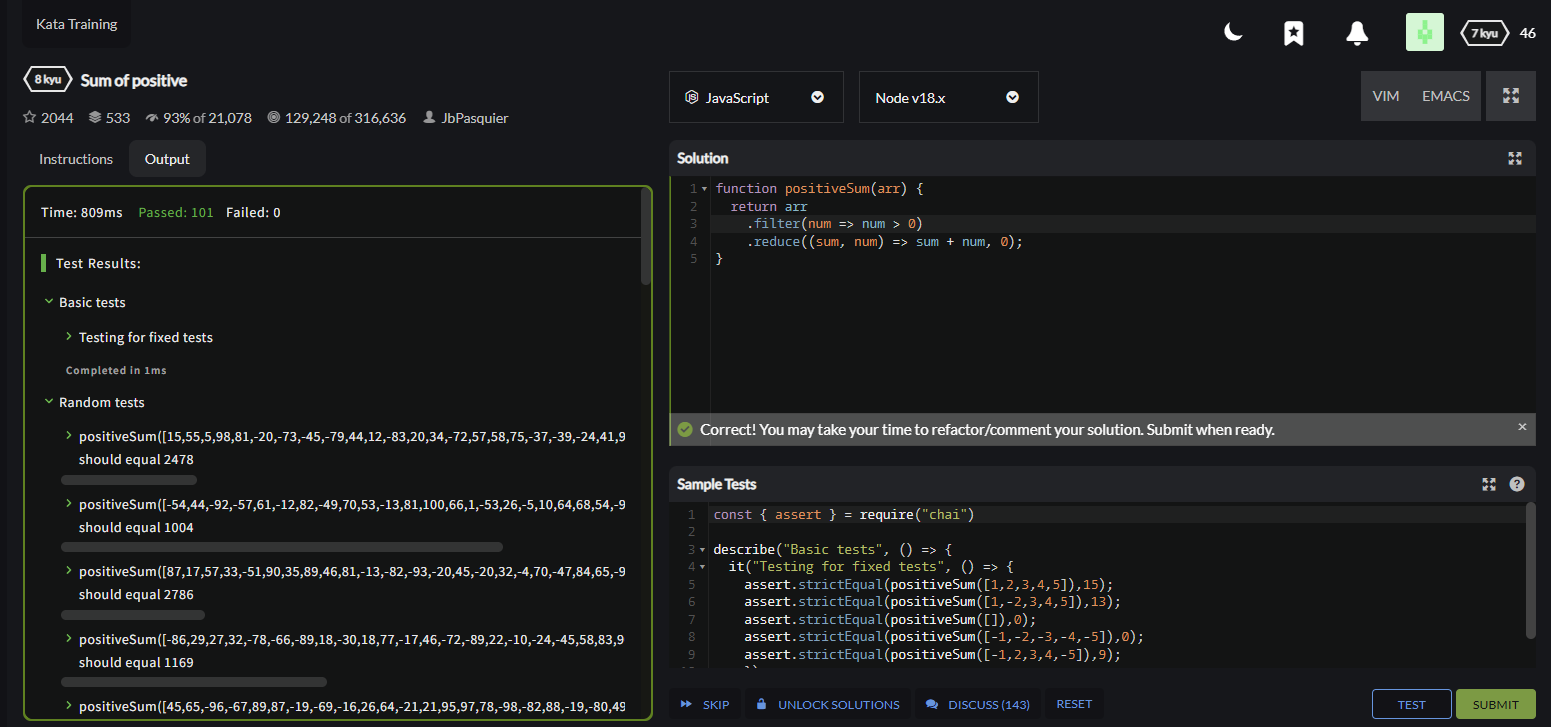 Kata Training
7 kyu 46
8 kyu Sum of positive
2044 533 93% of 21,078 129,248 of 316,636 JbPasquier
JavaScript
Node v18.x
VIM EMACS
Instructions Output
Time: 809ms Passed: 101 Failed: 0
Test Results:
Basic tests
Testing for fixed tests
Completed in 1ms
Random tests
positiveSum([15,55,5,98,81,-20,-73,-45,-79,44,12,-83,20,34,-72,57,58,75,-37,-39,-24,41,9
should equal 2478
positiveSum([-54,44,-92,-57,61,-12,82,-49,70,53,-13,81,100,66,1,-53,26,-5,10,64,68,54,-9
should equal 1004
positiveSum([87,17,57,33,-51,90,35,89,46,81,-13,-82,-93,-20,45,-20,32,-4,70,-47,84,65,-9
should equal 2786
positiveSum([-86,29,27,32,-78,-66,-89,18,-30,18,77,-17,46,-72,-89,22,-10,-24,-45,58,83,9
should equal 1169
positiveSum([45,65,-96,-67,89,87,-19,-69,-16,26,64,-21,21,95,97,78,-98,-82,88,-19,-80,49
Solution
1 function positiveSum(arr) {
2 return arr
3 .filter(num => num > 0)
4 .reduce((sum, num) => sum + num, 0);
5 }
Correct! You may take your time to refactor/comment your solution. Submit when ready.
Sample Tests
1 const { assert } = require("chai")
2
3 describe("Basic tests", () => {
4 it("Testing for fixed tests", () => {
5 assert.strictEqual(positiveSum([1,2,3,4,5]),15);
6 assert.strictEqual(positiveSum([1,-2,3,4,5]),13);
7 assert.strictEqual(positiveSum([]),0);
8 assert.strictEqual(positiveSum([-1,-2,-3,-4,-5]),0);
9 assert.strictEqual(positiveSum([-1,2,3,4,-5]),9);
SKIP UNLOCK SOLUTIONS DISCUSS (143) RESET
TEST SUBMIT